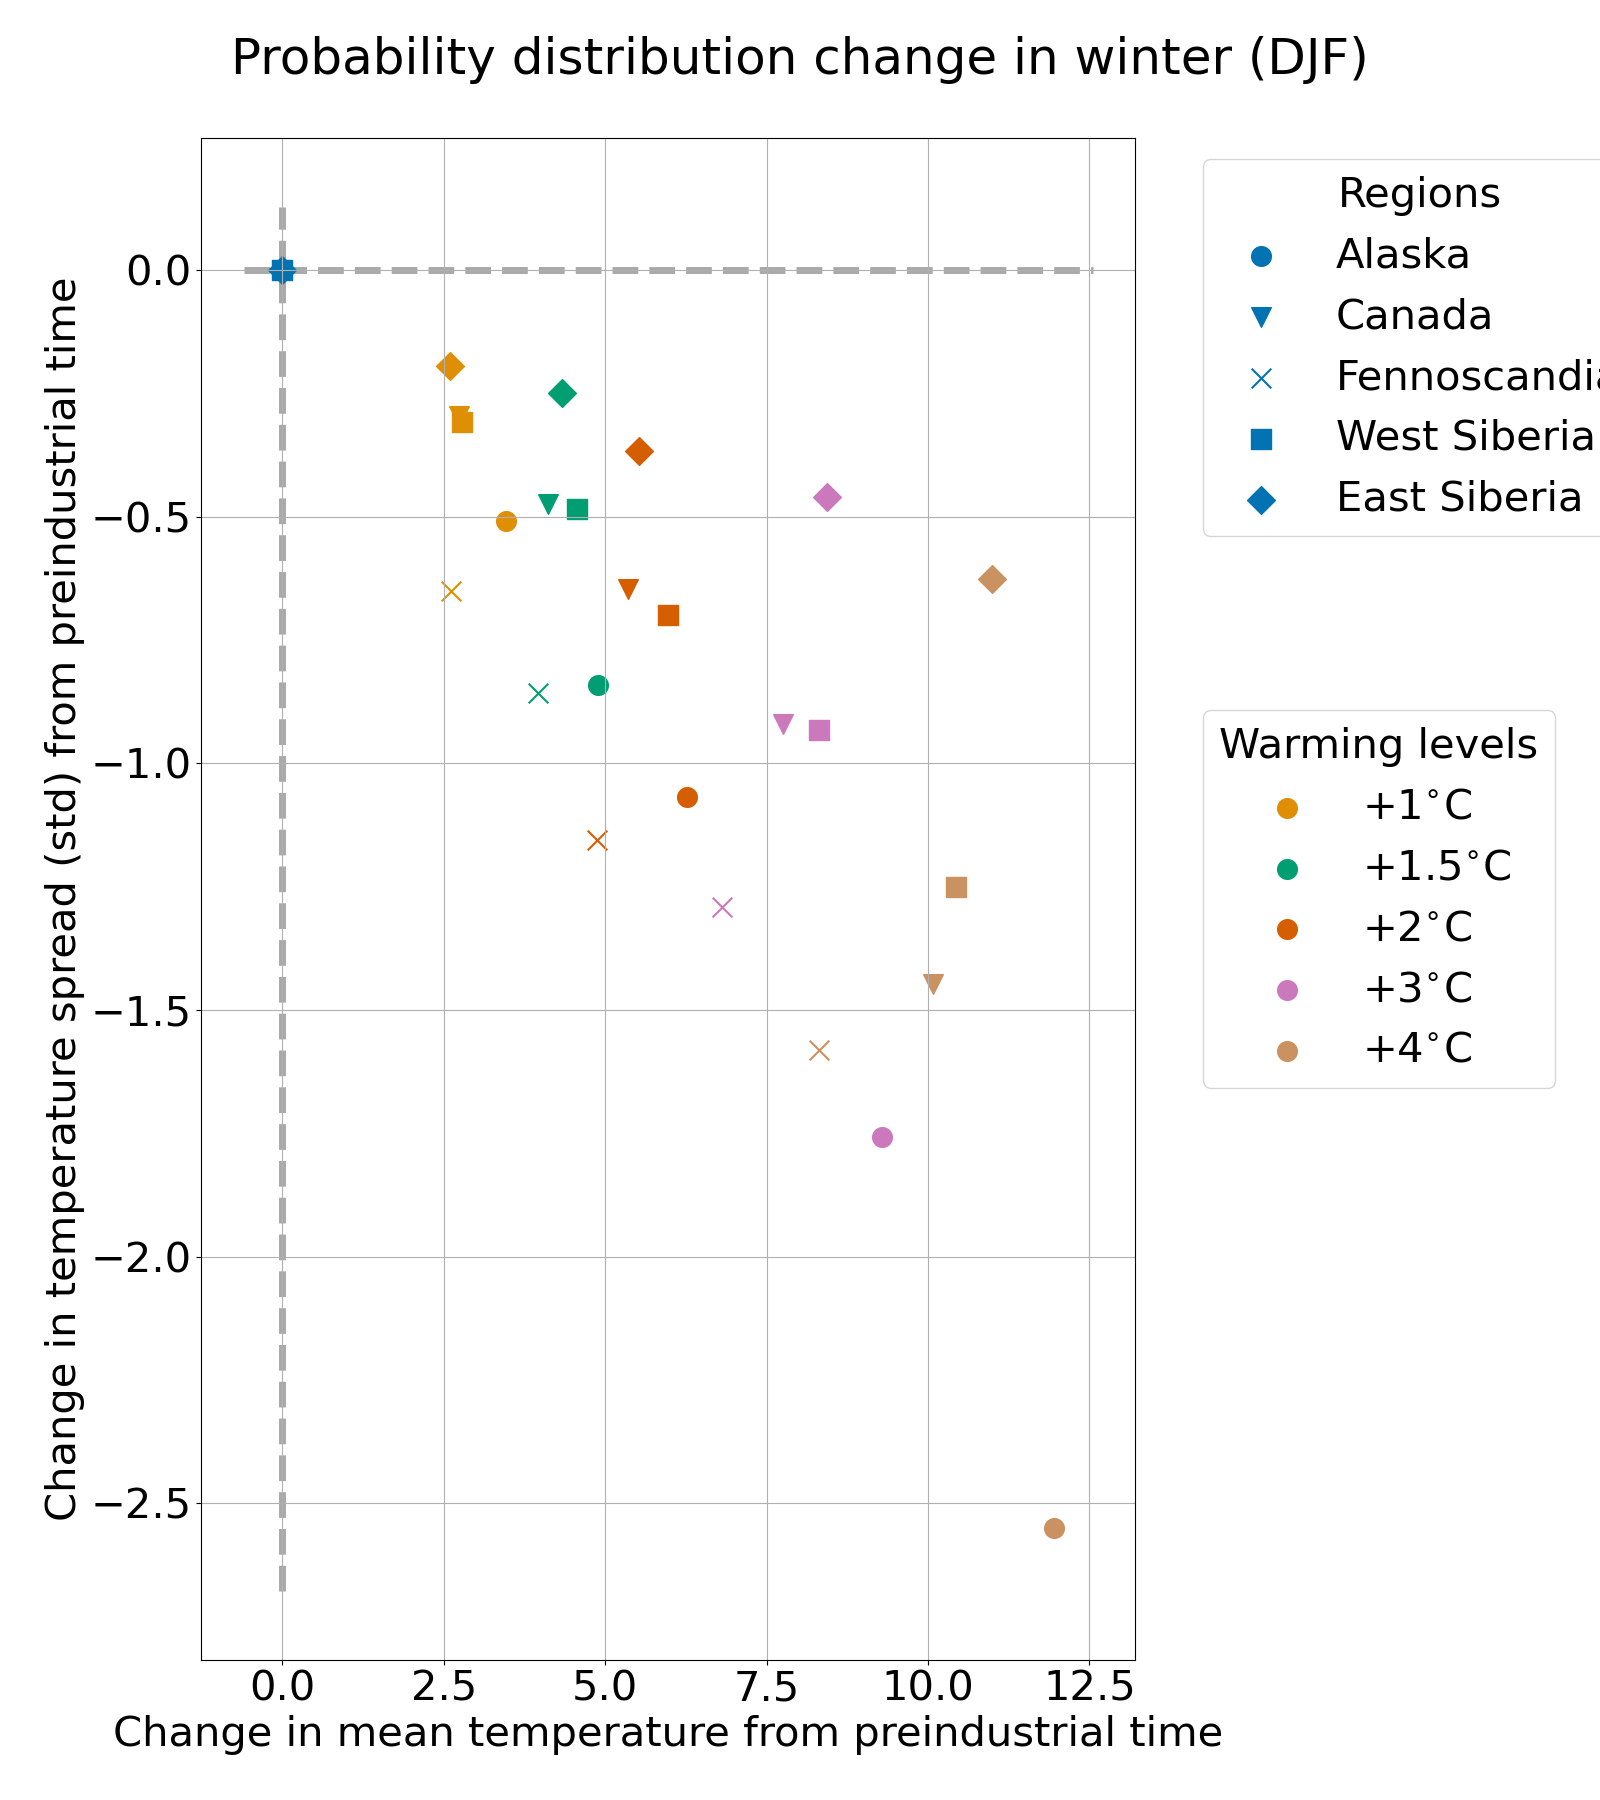 Probability distribution change in winter (DJF)
Change in temperature spread (std) from preindustrial time
0.0
−0.5
−1.0
−1.5
−2.0
−2.5
0.0 2.5 5.0 7.5 10.0 12.5
Change in mean temperature from preindustrial time
Regions
Alaska
Canada
Fennoscandia
West Siberia
East Siberia
Warming levels
+1°C
+1.5°C
+2°C
+3°C
+4°C